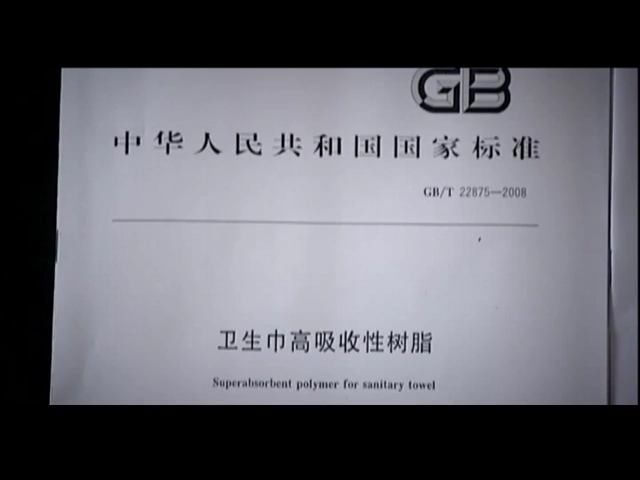 GB
中华人民共和国国家标准
GB/T 22875—2008
卫生巾高吸收性树脂
Superabsorbent polymer for sanitary towel